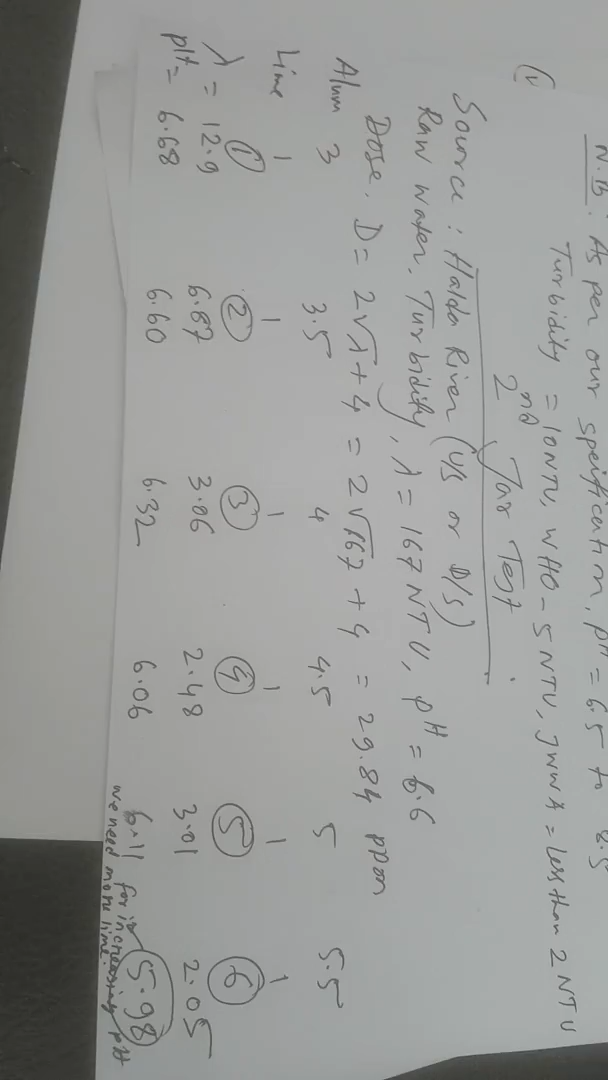 N.B: As per our specification, pH = 6.5 to 8.5
Turbidity = 10NTU, WHO - 5 NTU, JWWA = Less than 2 NTU
2nd Jar Test
(1)
Source: Halda River (U/S or D/S)
Raw water, Turbidity, λ = 167 NTU, pH = 6.6
Dose, D = 2√λ + 4 = 2√167 + 4 = 29.84 ppm
Alum 3 3.5 4 4.5 5 5.5
Lime 1 1 1 1 1 1
① ② ③ ④ ⑤ ⑥
λ = 12.9 6.87 3.06 2.48 3.01 2.05
pH = 6.68 6.60 6.32 6.06 6.11 5.98
for increasing pH
we need more lime.